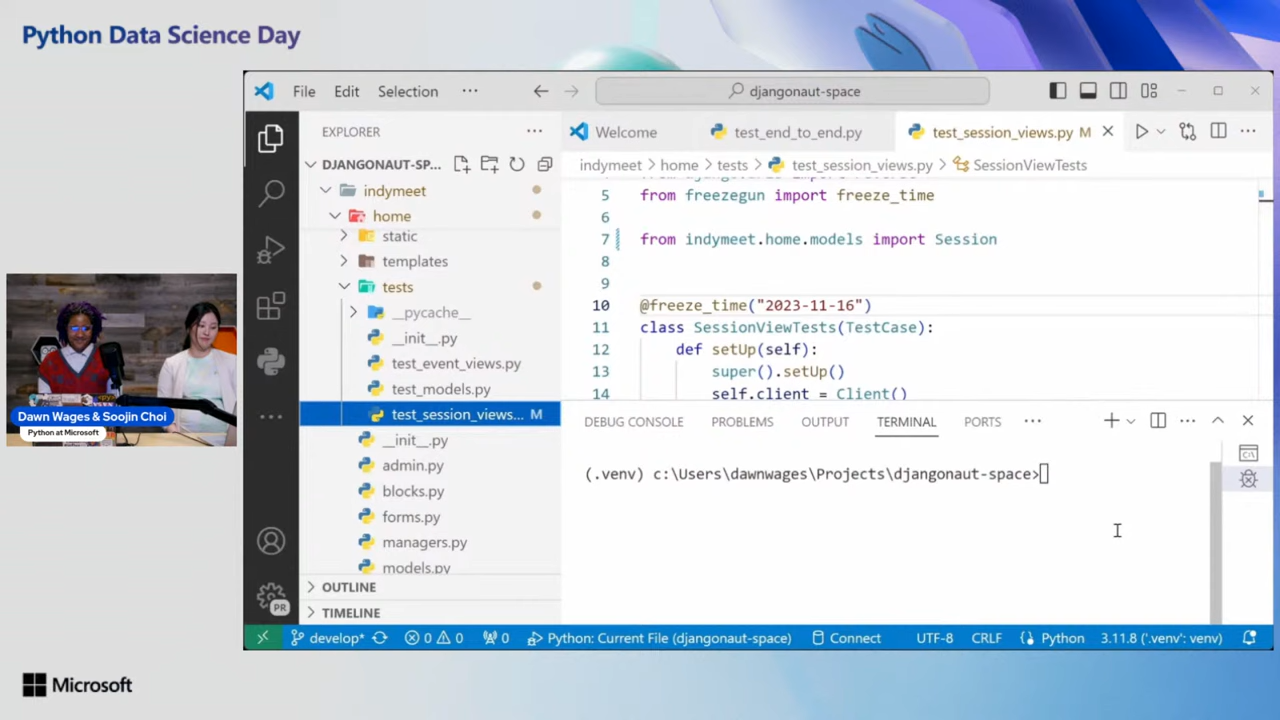 Python Data Science Day
File Edit Selection ··· djangonaut-space
EXPLORER ···
DJANGONAUT-SP...
indymeet
home
static
templates
tests
__pycache__
__init__.py
test_event_views.py
test_models.py
test_session_views... M
__init__.py
admin.py
blocks.py
forms.py
managers.py
models.py
OUTLINE
TIMELINE
Welcome test_end_to_end.py test_session_views.py M
indymeet > home > tests > test_session_views.py > SessionViewTests
5 from freezegun import freeze_time
6
7 from indymeet.home.models import Session
8
9
10 @freeze_time("2023-11-16")
11 class SessionViewTests(TestCase):
12 def setUp(self):
13 super().setUp()
14 self.client = Client()
DEBUG CONSOLE PROBLEMS OUTPUT TERMINAL PORTS ···
(.venv) c:\Users\dawnwages\Projects\djangonaut-space>
PR
develop* 0 0 0 Python: Current File (djangonaut-space) Connect UTF-8 CRLF Python 3.11.8 ('.venv': venv)
Dawn Wages & Soojin Choi
Python at Microsoft
Microsoft